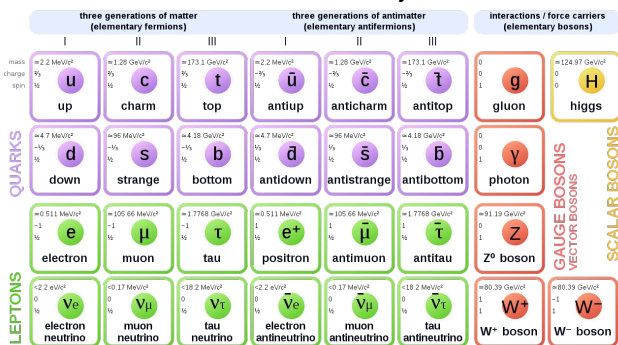 three generations of matter
(elementary fermions)
three generations of antimatter
(elementary antifermions)
interactions / force carriers
(elementary bosons)
I II III I II III
mass
charge
spin
≃2.2 MeV/c²
⅔
½
u
up
≃1.28 GeV/c²
⅔
½
c
charm
≃173.1 GeV/c²
⅔
½
t
top
≃2.2 MeV/c²
−⅔
½
ū
antiup
≃1.28 GeV/c²
−⅔
½
c̄
anticharm
≃173.1 GeV/c²
−⅔
½
t̄
antitop
0
0
1
g
gluon
≃124.97 GeV/c²
0
0
H
higgs
QUARKS
≃4.7 MeV/c²
−⅓
½
d
down
≃96 MeV/c²
−⅓
½
s
strange
≃4.18 GeV/c²
−⅓
½
b
bottom
≃4.7 MeV/c²
⅓
½
d̄
antidown
≃96 MeV/c²
⅓
½
s̄
antistrange
≃4.18 GeV/c²
⅓
½
b̄
antibottom
0
0
1
γ
photon
GAUGE BOSONS
VECTOR BOSONS
SCALAR BOSONS
≃0.511 MeV/c²
−1
½
e
electron
≃105.66 MeV/c²
−1
½
μ
muon
≃1.7768 GeV/c²
−1
½
τ
tau
≃0.511 MeV/c²
1
½
e⁺
positron
≃105.66 MeV/c²
1
½
μ̄
antimuon
≃1.7768 GeV/c²
1
½
τ̄
antitau
≃91.19 GeV/c²
0
1
Z
Z⁰ boson
LEPTONS
<2.2 eV/c²
0
½
νe
electron
neutrino
<0.17 MeV/c²
0
½
νμ
muon
neutrino
<18.2 MeV/c²
0
½
ντ
tau
neutrino
<2.2 eV/c²
0
½
ν̄e
electron
antineutrino
<0.17 MeV/c²
0
½
ν̄μ
muon
antineutrino
<18.2 MeV/c²
0
½
ν̄τ
tau
antineutrino
≃80.39 GeV/c²
1
1
W⁺
W⁺ boson
≃80.39 GeV/c²
−1
1
W⁻
W⁻ boson